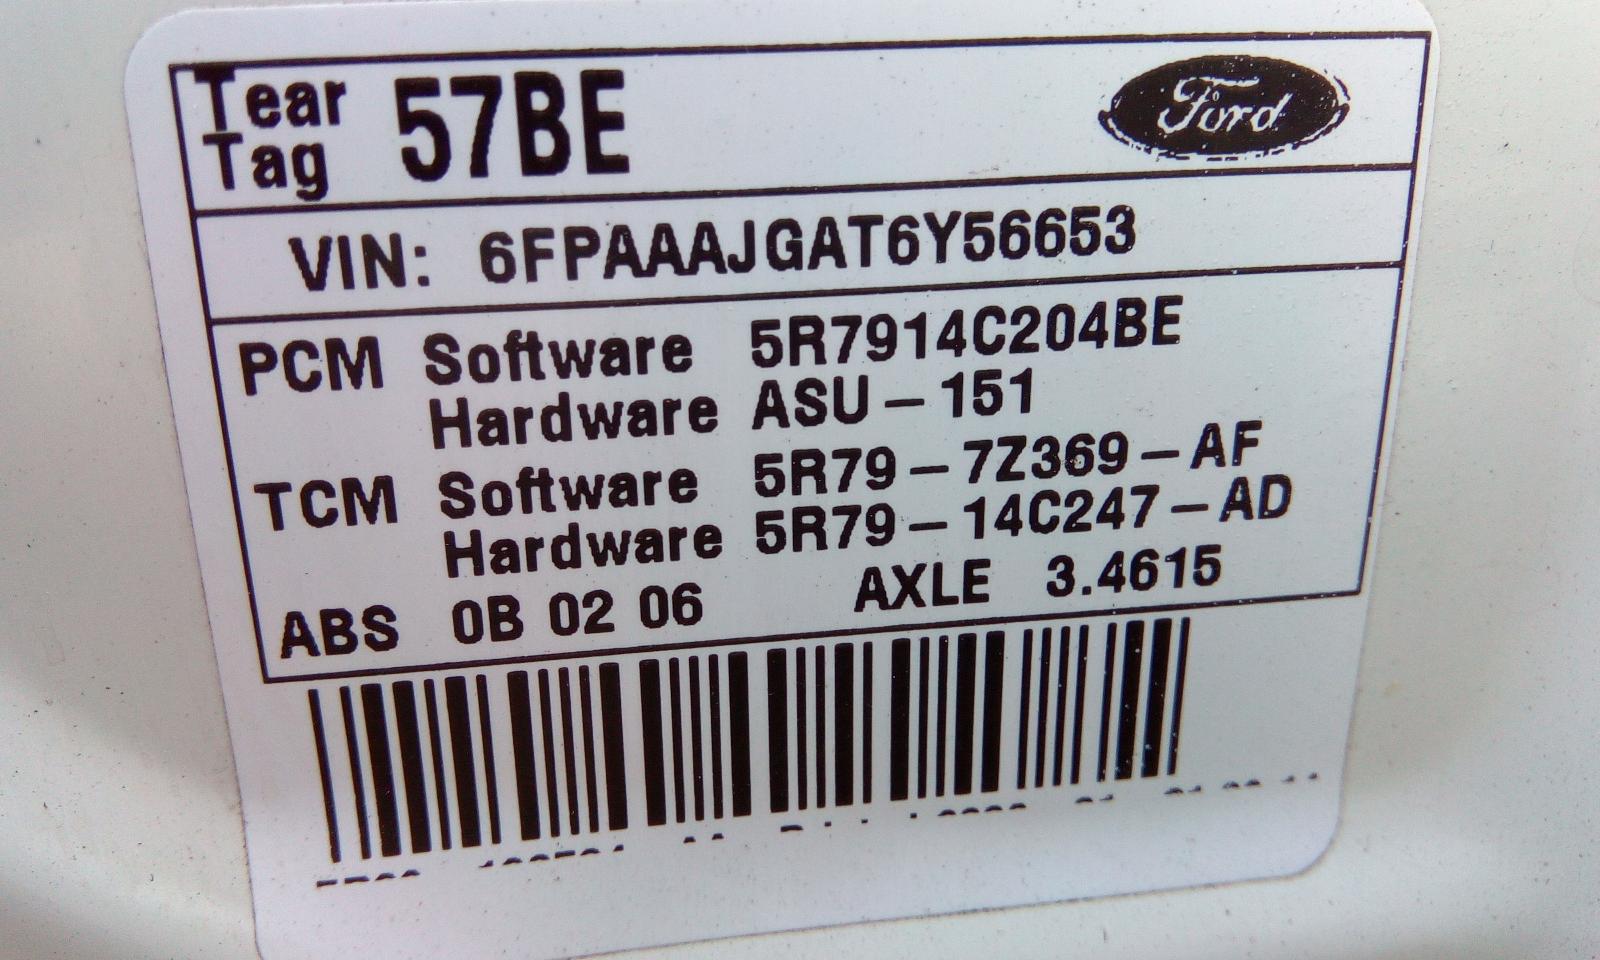 Tear Tag 57BE Ford
VIN: 6FPAAAJGAT6Y56653
PCM Software 5R7914C204BE
Hardware ASU-151
TCM Software 5R79-7Z369-AF
Hardware 5R79-14C247-AD
ABS 0B 02 06 AXLE 3.4615